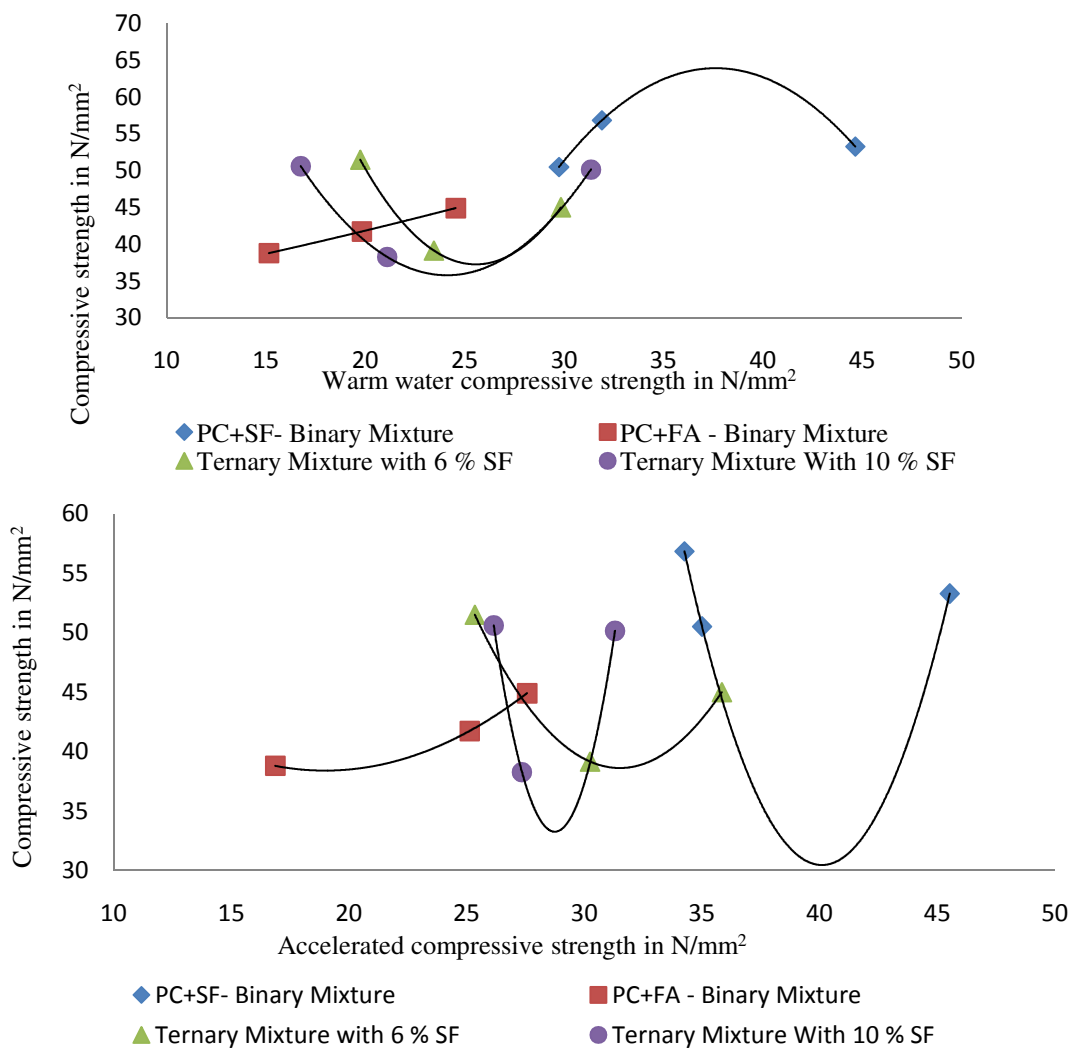 70
65
60
55
50
45
40
35
30
Compressive strength in N/mm²
10 15 20 25 30 35 40 45 50
Warm water compressive strength in N/mm²
PC+SF- Binary Mixture PC+FA - Binary Mixture
Ternary Mixture with 6 % SF Ternary Mixture With 10 % SF
60
55
50
45
40
35
30
Compressive strength in N/mm²
10 15 20 25 30 35 40 45 50
Accelerated compressive strength in N/mm²
PC+SF- Binary Mixture PC+FA - Binary Mixture
Ternary Mixture with 6 % SF Ternary Mixture With 10 % SF